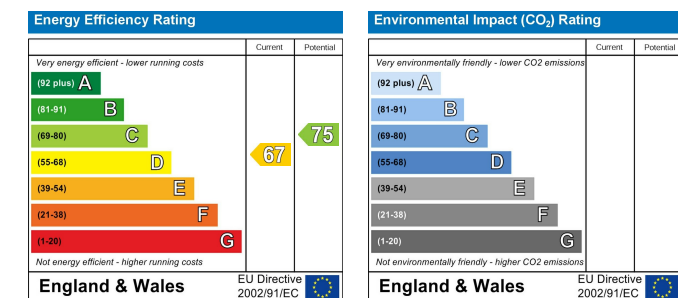 Energy Efficiency Rating
Current Potential
Very energy efficient - lower running costs
(92 plus) A
(81-91) B
(69-80) C
(55-68) D
(39-54) E
(21-38) F
(1-20) G
67
75
Not energy efficient - higher running costs
England & Wales
EU Directive
2002/91/EC
Environmental Impact (CO₂) Rating
Current Potential
Very environmentally friendly - lower CO2 emissions
(92 plus) A
(81-91) B
(69-80) C
(55-68) D
(39-54) E
(21-38) F
(1-20) G
Not environmentally friendly - higher CO2 emissions
England & Wales
EU Directive
2002/91/EC